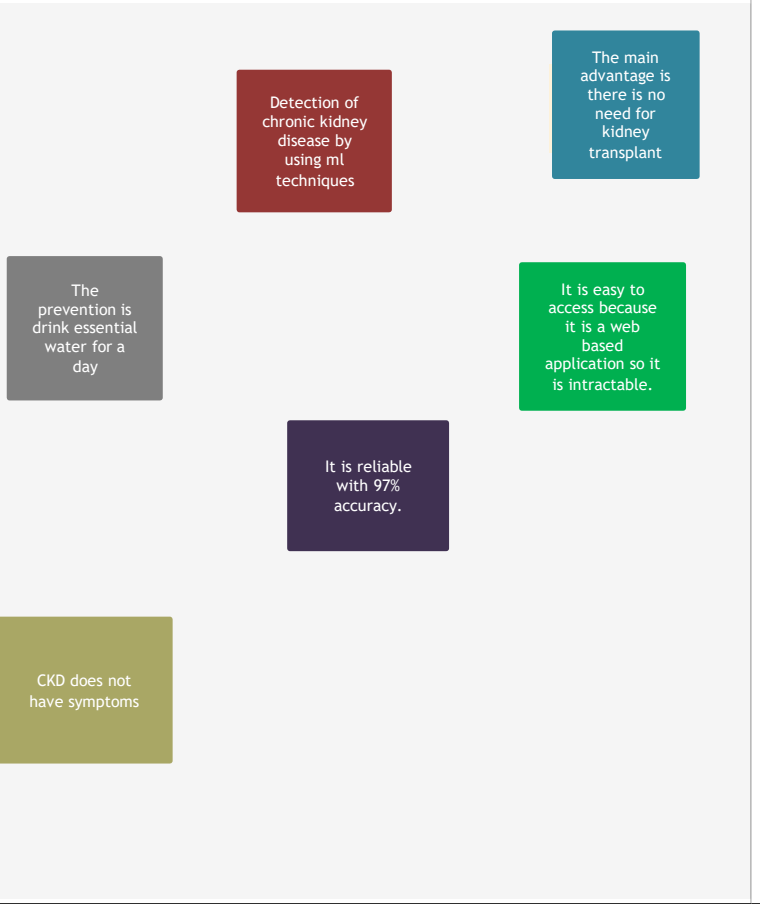 The main
advantage is
there is no
need for
kidney
transplant
Detection of
chronic kidney
disease by
using ml
techniques
The
prevention is
drink essential
water for a
day
It is easy to
access because
it is a web
based
application so it
is intractable.
It is reliable
with 97%
accuracy.
CKD does not
have symptoms